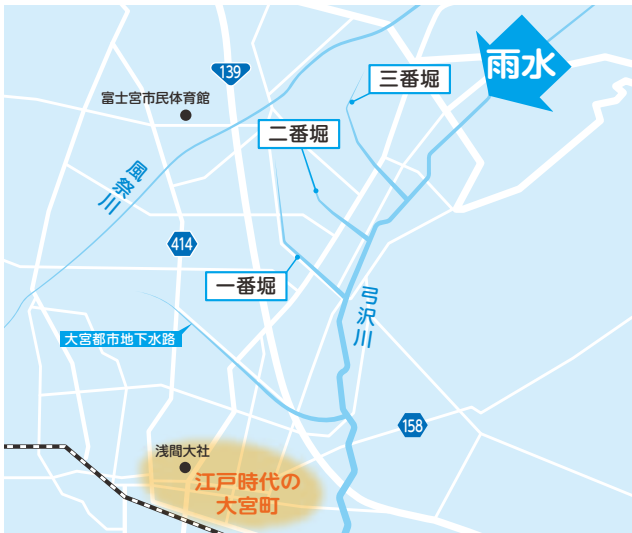 雨水
139
三番堀
富士宮市民体育館
二番堀
風祭川
414
一番堀
弓沢川
大宮都市地下水路
158
浅間大社
江戸時代の
大宮町